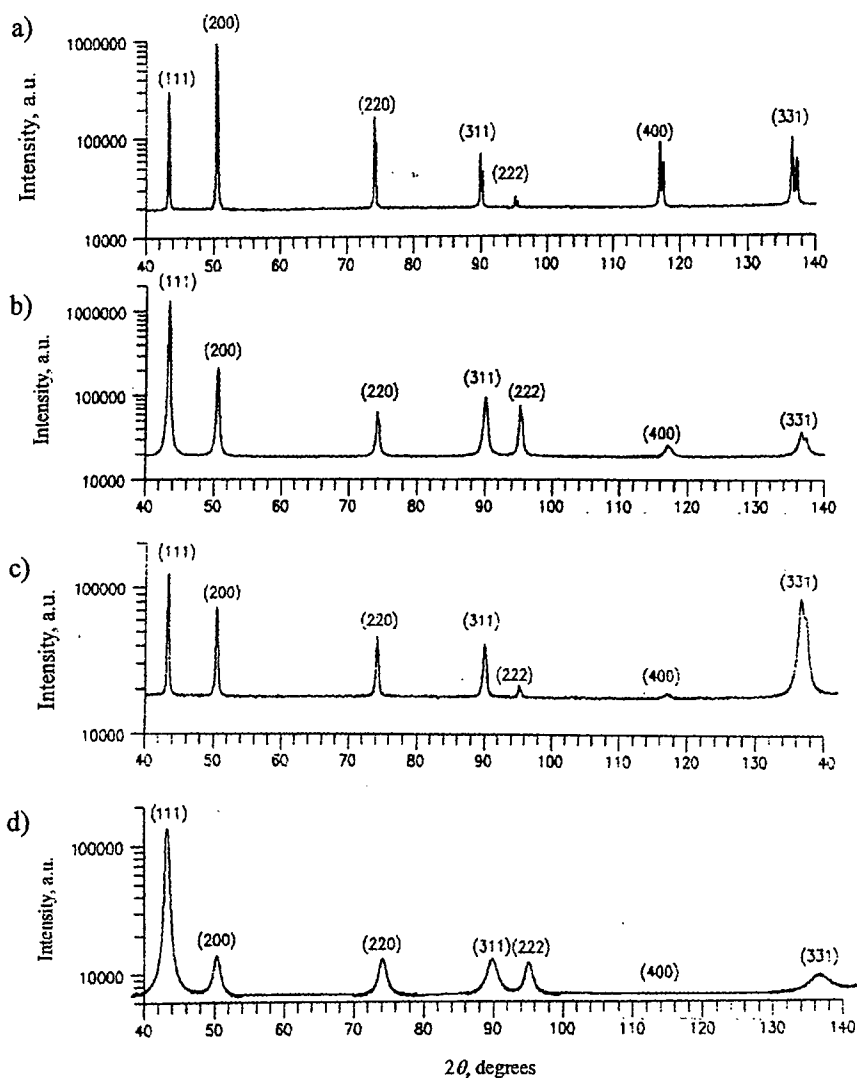 a)
Intensity, a.u.
1000000
100000
10000
(111)
(200)
(220)
(311)
(222)
(400)
(331)
40 50 60 70 80 90 100 110 120 130 140
b)
Intensity, a.u.
1000000
100000
10000
(111)
(200)
(220)
(311)
(222)
(400)
(331)
40 50 60 70 80 90 100 110 120 130 140
c)
Intensity, a.u.
100000
10000
(111)
(200)
(220)
(311)
(222)
(400)
(331)
40 50 60 70 80 90 100 110 120 130 40
d)
Intensity, a.u.
100000
10000
(111)
(200)
(220)
(311)
(222)
(400)
(331)
40 50 60 70 80 90 100 110 120 130 140
2θ, degrees